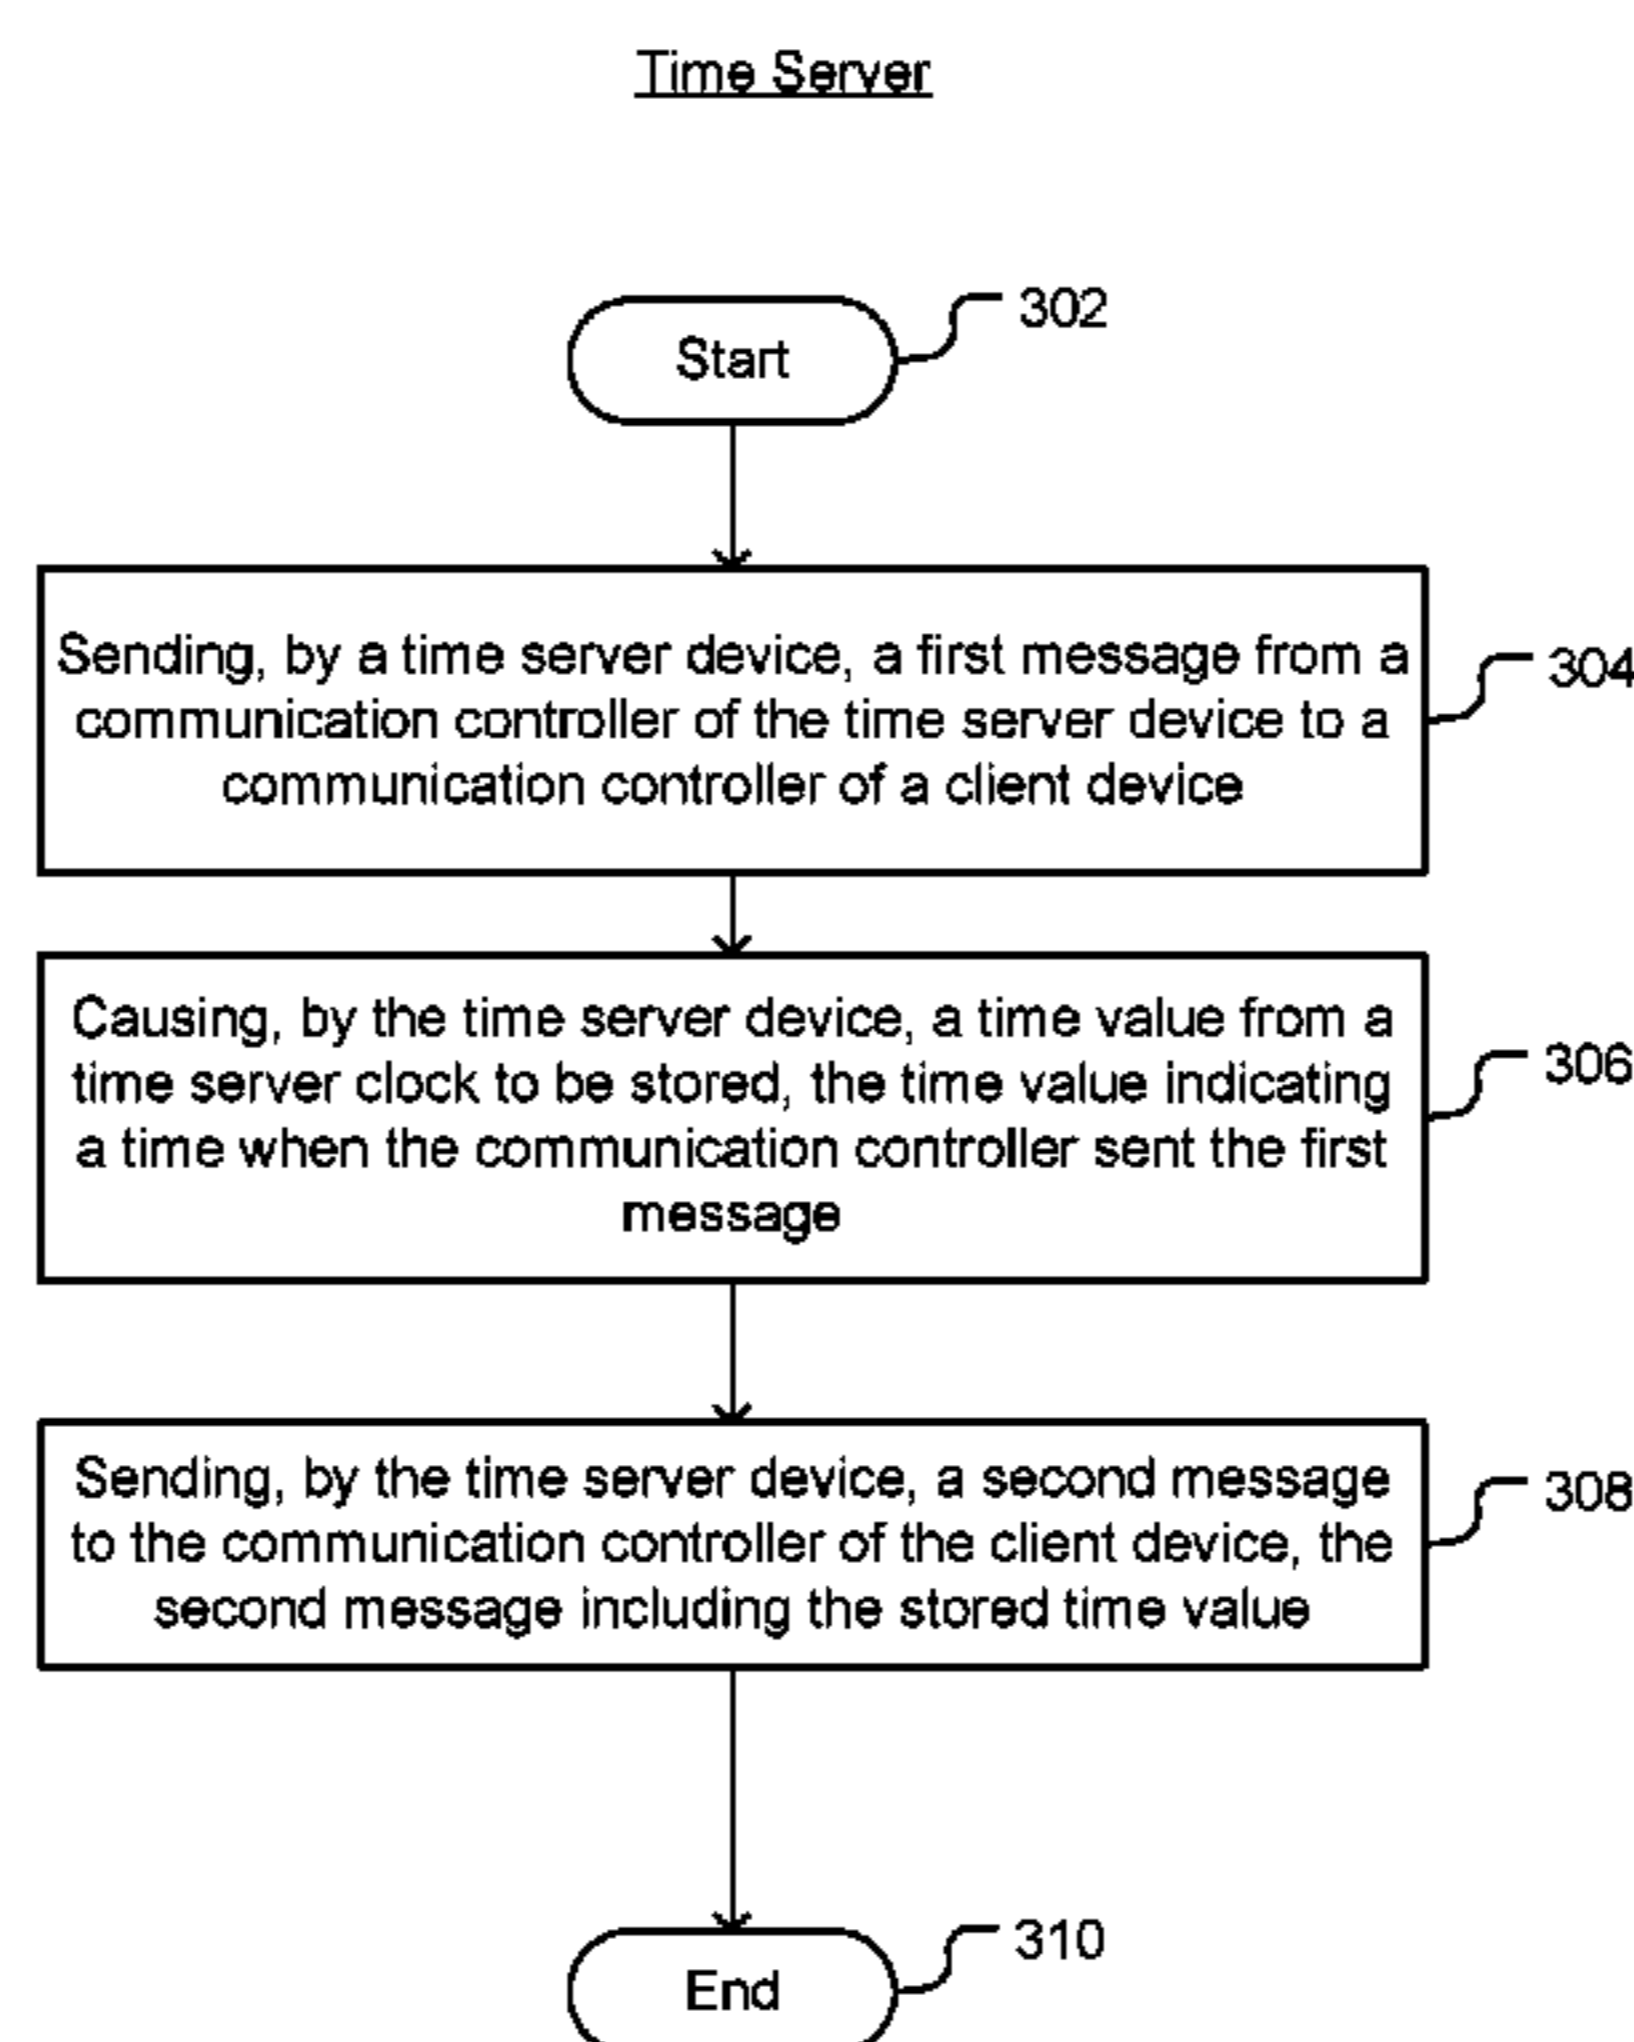 Time Server
Start
302
Sending, by a time server device, a first message from a
communication controller of the time server device to a
communication controller of a client device
304
Causing, by the time server device, a time value from a
time server clock to be stored, the time value indicating
a time when the communication controller sent the first
message
306
Sending, by the time server device, a second message
to the communication controller of the client device, the
second message including the stored time value
308
End
310